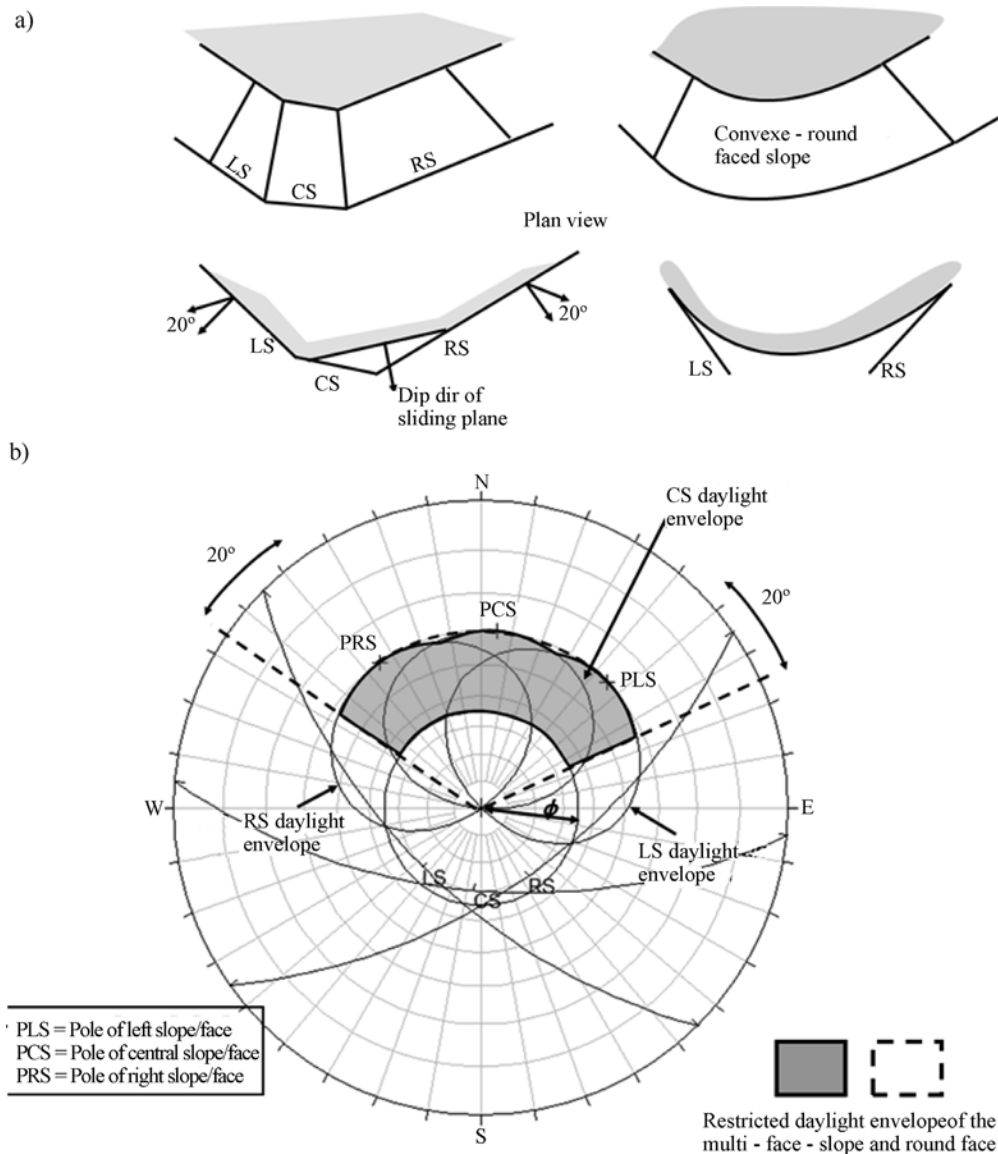 a)
LS
CS
RS
Convexe - round
faced slope
Plan view
20º
LS
CS
RS
20º
Dip dir of
sliding plane
LS
RS
b)
N
CS daylight
envelope
20º
20º
PCS
PRS
PLS
W
E
ϕ
RS daylight
envelope
LS daylight
envelope
LS
CS
RS
S
PLS = Pole of left slope/face
PCS = Pole of central slope/face
PRS = Pole of right slope/face
Restricted daylight envelopeof the
multi - face - slope and round face